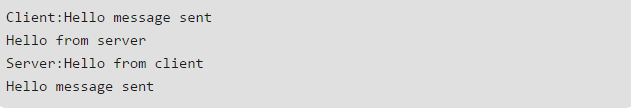 Client:Hello message sent
Hello from server
Server:Hello from client
Hello message sent